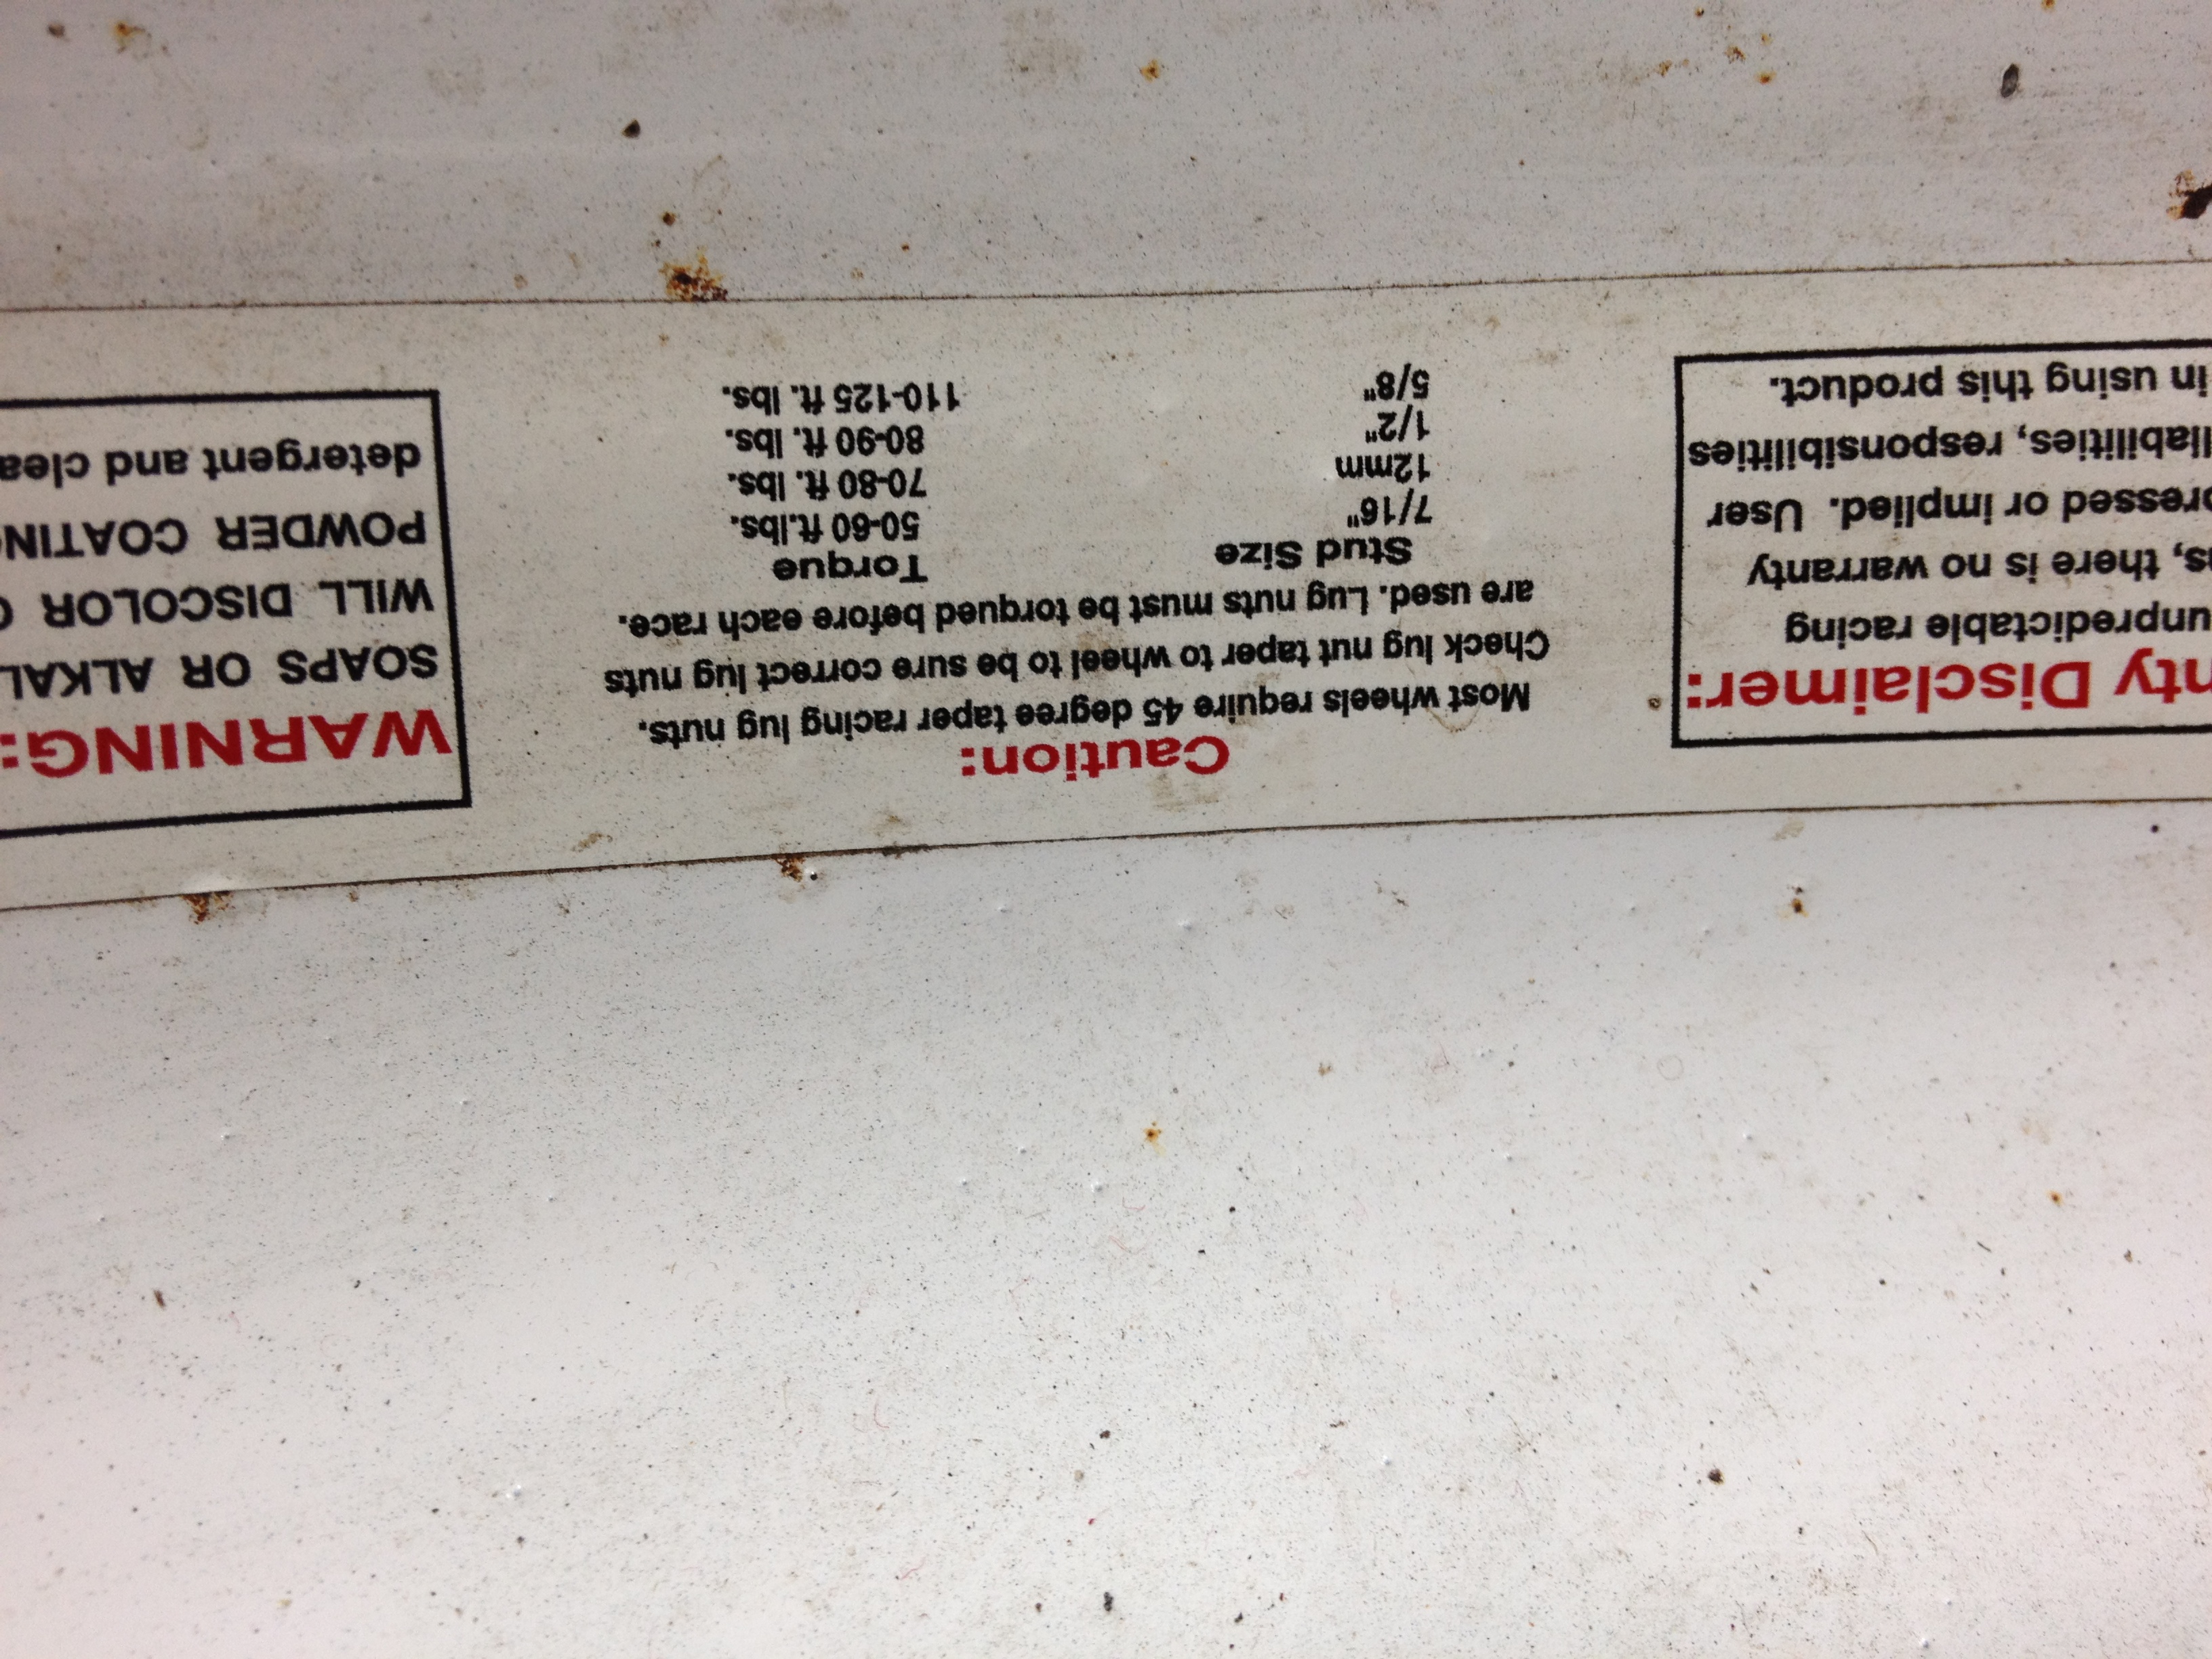 nty Disclaimer:
unpredictable racing
s, there is no warranty
pressed or implied. User
liabilities, responsibilities
in using this product.
Caution:
Most wheels require 45 degree taper racing lug nuts.
Check lug nut taper to wheel to be sure correct lug nuts
are used. Lug nuts must be torqued before each race.
Stud Size Torque
7/16" 50-60 ft.lbs.
12mm 70-80 ft. lbs.
1/2" 80-90 ft. lbs.
5/8" 110-125 ft. lbs.
WARNING:
SOAPS OR ALKAL
WILL DISCOLOR
POWDER COATIN
detergent and clea